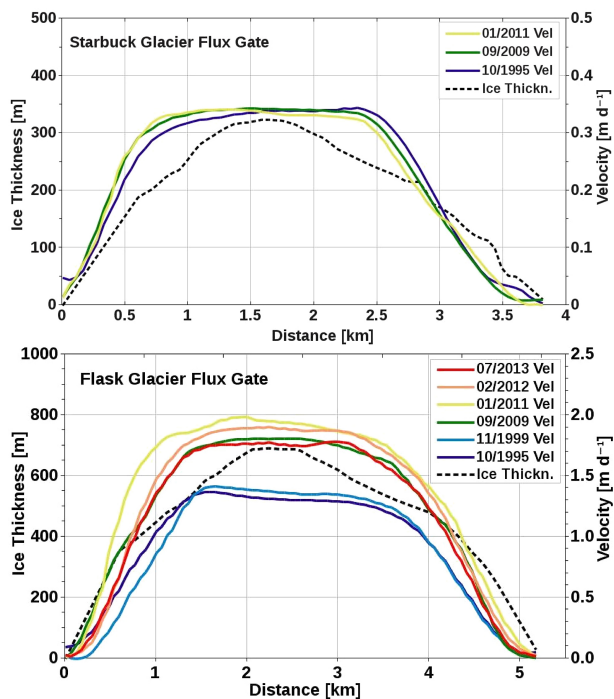 Starbuck Glacier Flux Gate
01/2011 Vel
09/2009 Vel
10/1995 Vel
Ice Thickn.
Ice Thickness [m]
500
400
300
200
100
0
0.5
0.4
0.3
0.2
0.1
0
Velocity [m d⁻¹]
0 0.5 1 1.5 2 2.5 3 3.5 4
Distance [km]
Flask Glacier Flux Gate
07/2013 Vel
02/2012 Vel
01/2011 Vel
09/2009 Vel
11/1999 Vel
10/1995 Vel
Ice Thickn.
Ice Thickness [m]
1000
800
600
400
200
0
2.5
2.0
1.5
1.0
0.5
0.0
Velocity [m d⁻¹]
0 1 2 3 4 5
Distance [km]